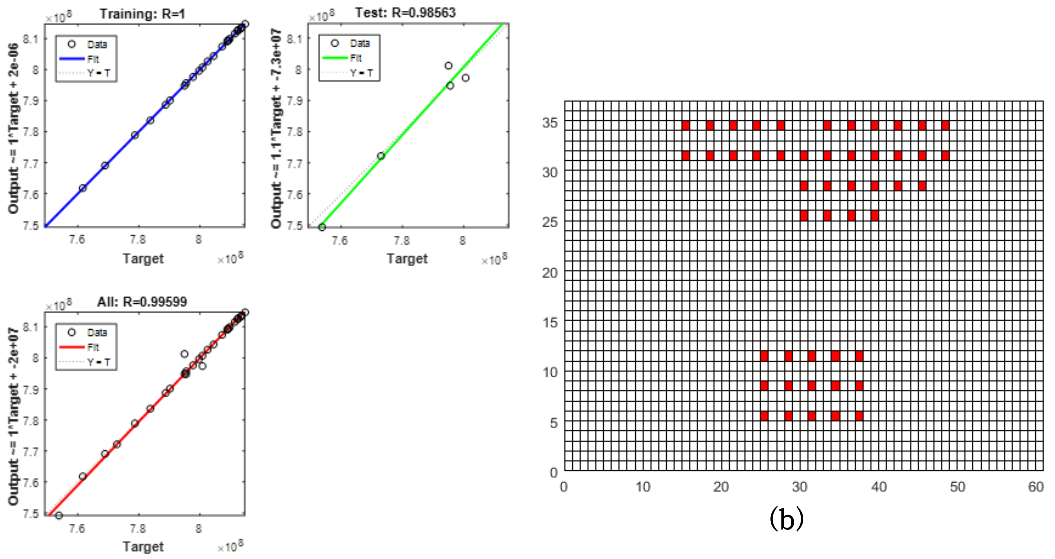 Training: R=1
×10⁸
Output ~= 1*Target + 2e-06
8.1
8
7.9
7.8
7.7
7.6
7.5
Data
Fit
Y = T
7.6
7.8
8
Target
×10⁸
Test: R=0.98563
×10⁸
Output ~= 1.1*Target + -7.3e+07
8.1
8
7.9
7.8
7.7
7.6
7.5
Data
Fit
Y = T
7.6
7.8
8
Target
×10⁸
All: R=0.99599
×10⁸
Output ~= 1*Target + -2e+07
8.1
8
7.9
7.8
7.7
7.6
7.5
Data
Fit
Y = T
7.6
7.8
8
Target
×10⁸
35
30
25
20
15
10
5
0
0
10
20
30
40
50
60
(b)